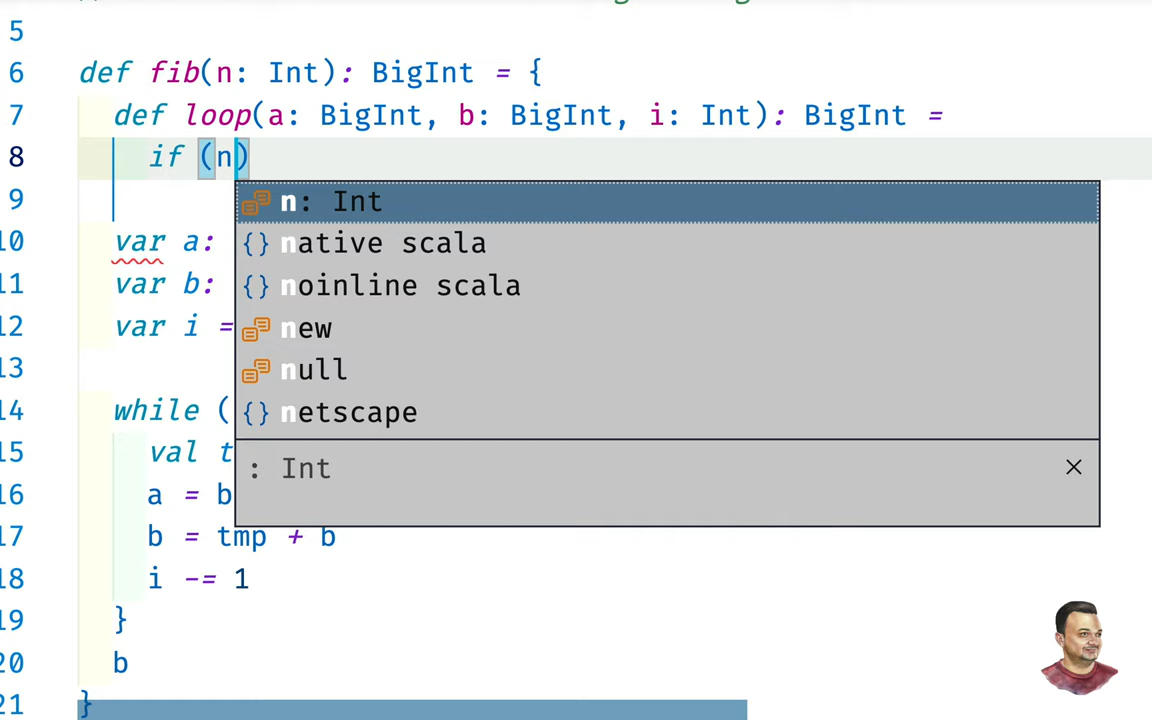 5
6 def fib(n: Int): BigInt = {
7 def loop(a: BigInt, b: BigInt, i: Int): BigInt =
8 if (n)
9
n: Int
10 var a:
native scala
11 var b:
noinline scala
12 var i =
new
13
null
14 while (
netscape
15 val t
: Int
16 a = b
17 b = tmp + b
18 i -= 1
19 }
20 b
21 }